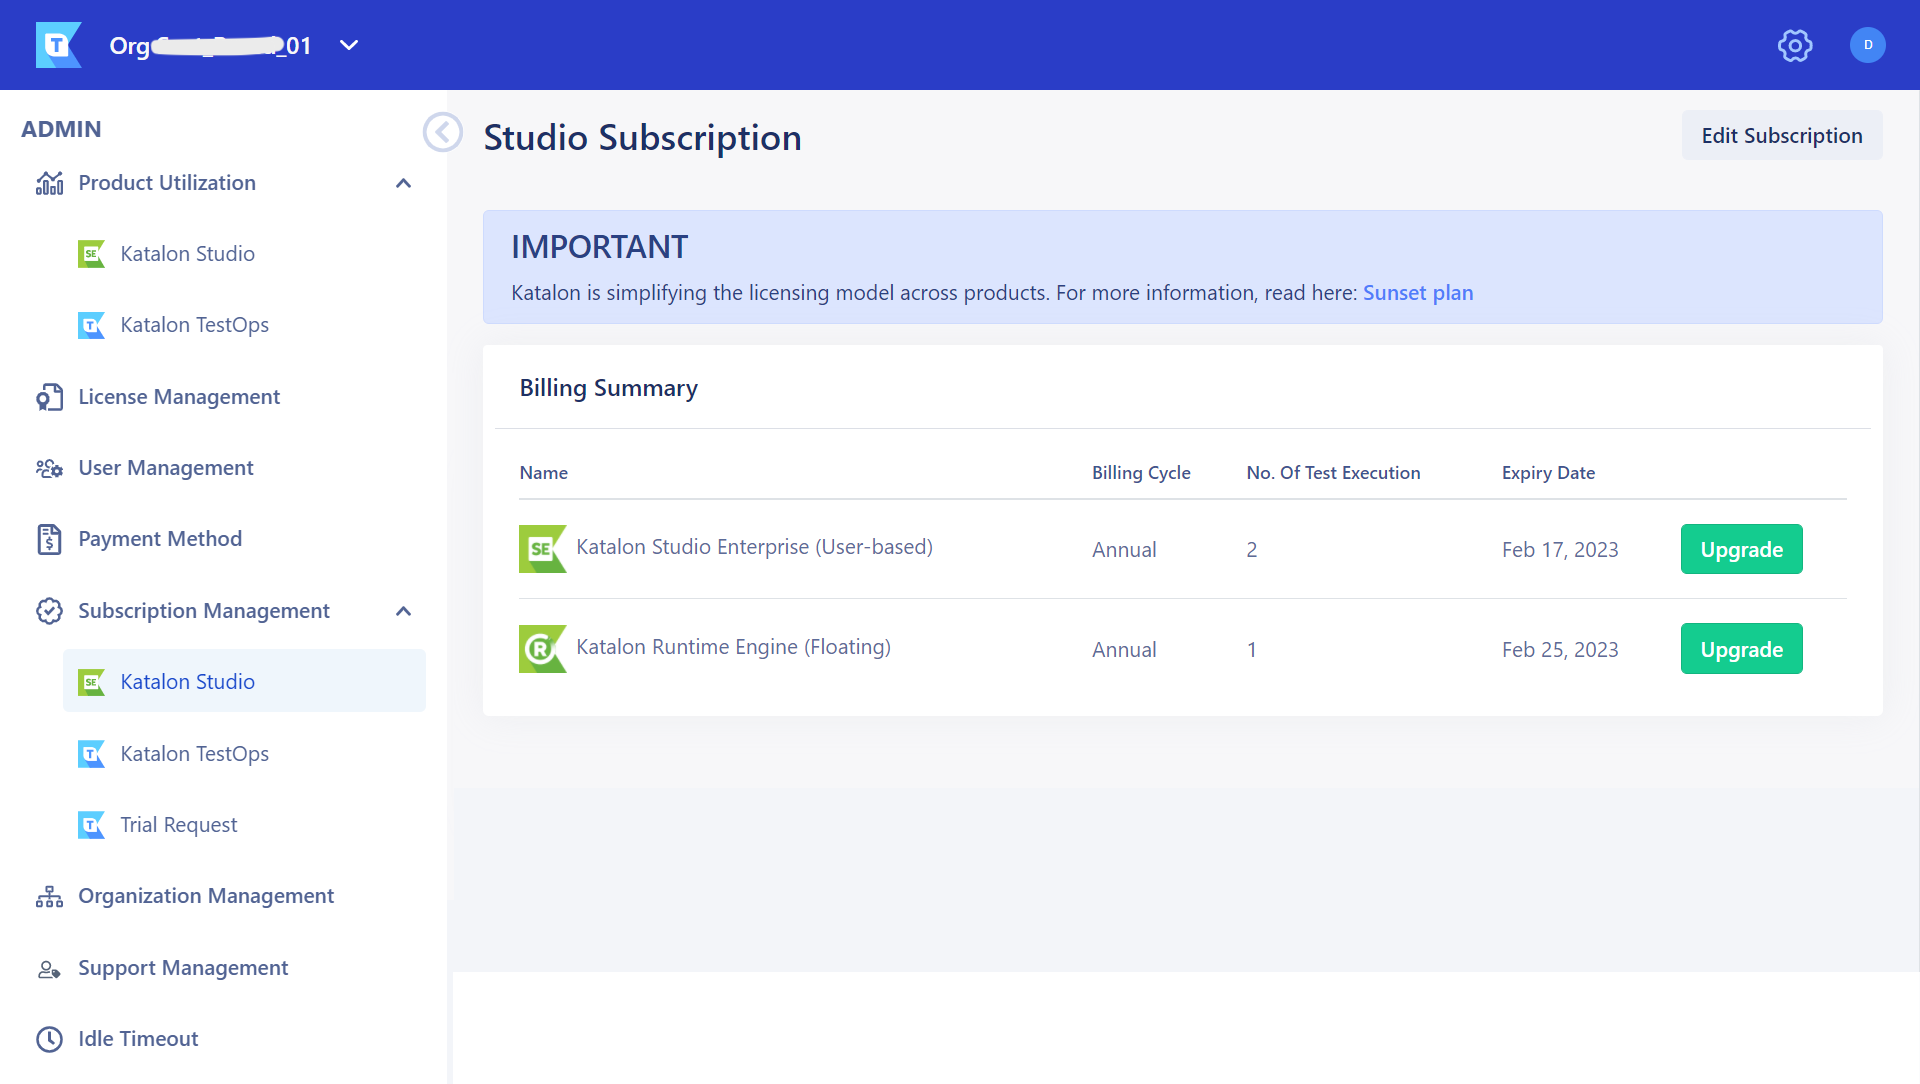 Org _01
D
ADMIN
Product Utilization
Katalon Studio
Katalon TestOps
License Management
User Management
Payment Method
Subscription Management
Katalon Studio
Katalon TestOps
Trial Request
Organization Management
Support Management
Idle Timeout
Studio Subscription
Edit Subscription
IMPORTANT
Katalon is simplifying the licensing model across products. For more information, read here: Sunset plan
Billing Summary
Name Billing Cycle No. Of Test Execution Expiry Date
SE Katalon Studio Enterprise (User-based) Annual 2 Feb 17, 2023 Upgrade
R Katalon Runtime Engine (Floating) Annual 1 Feb 25, 2023 Upgrade